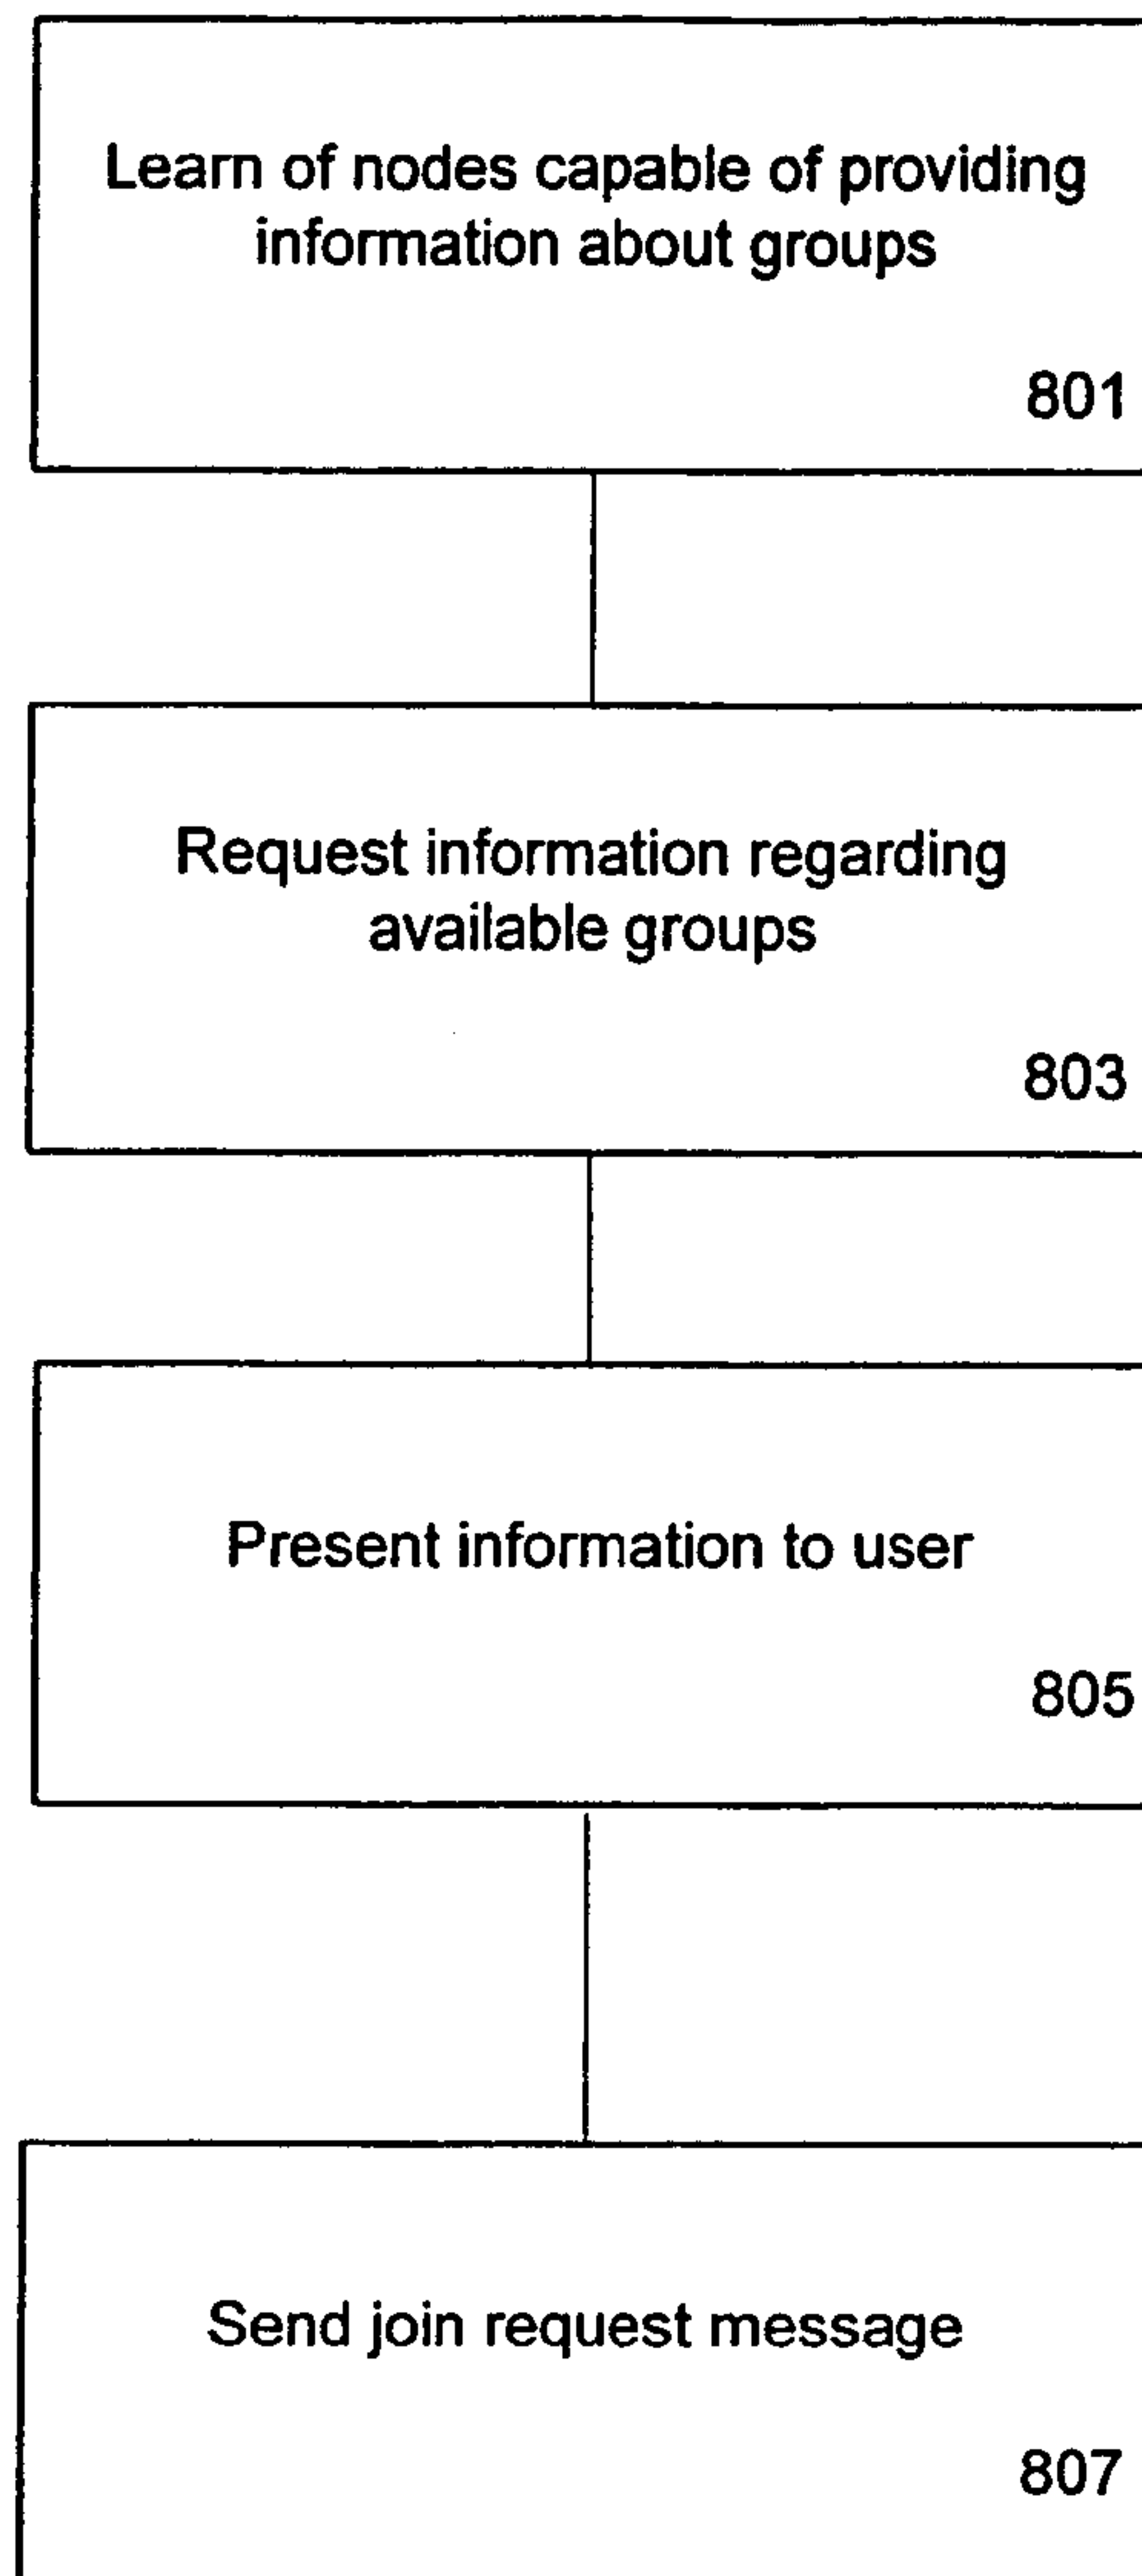 Learn of nodes capable of providing
information about groups
801
Request information regarding
available groups
803
Present information to user
805
Send join request message
807